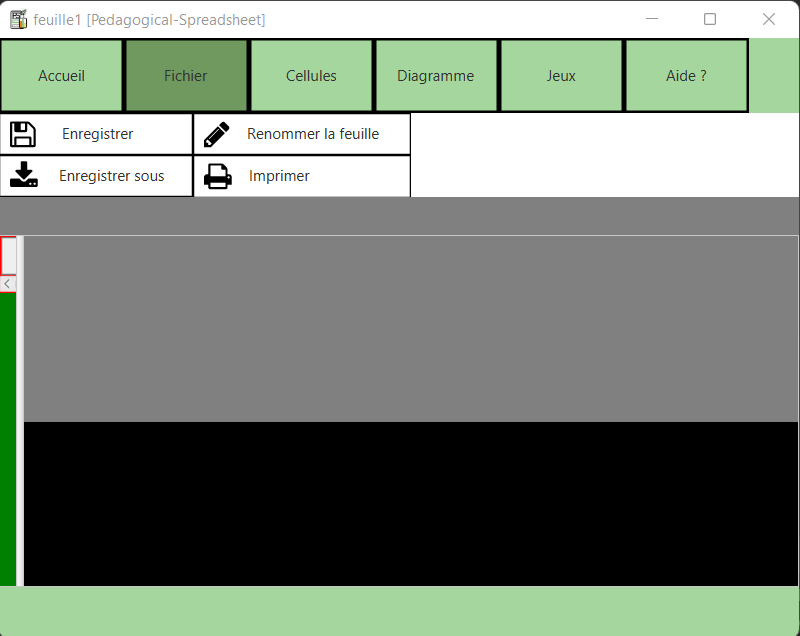 feuille1 [Pedagogical-Spreadsheet]
Accueil Fichier Cellules Diagramme Jeux Aide ?
Enregistrer Renommer la feuille
Enregistrer sous Imprimer